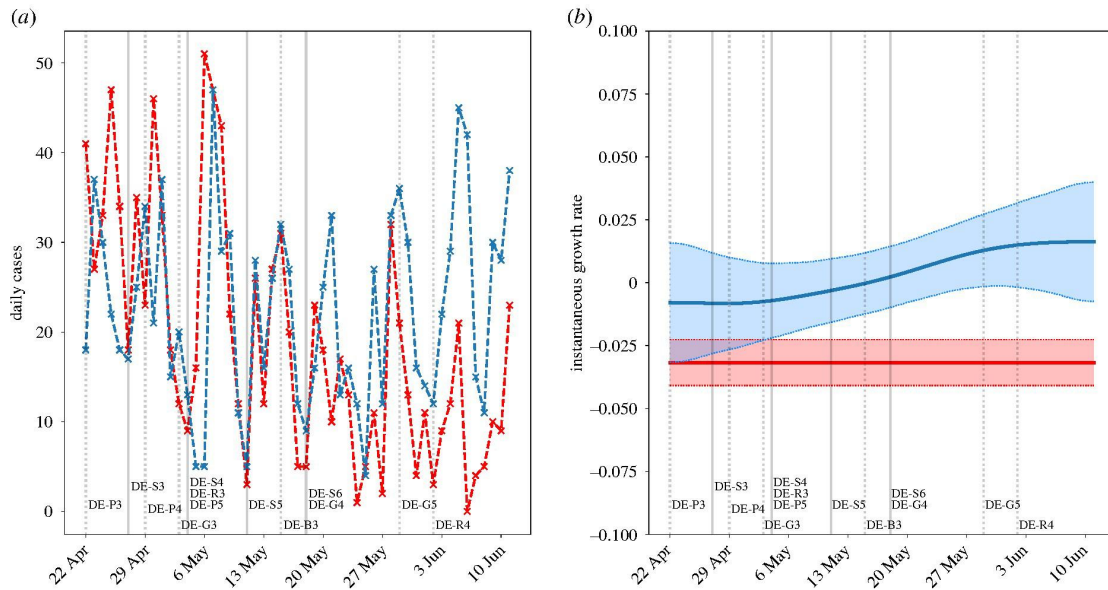 (a)
daily cases
50
40
30
20
10
0
DE-P3
DE-S3
DE-P4
DE-G3
DE-S4
DE-R3
DE-P5
DE-S5
DE-B3
DE-S6
DE-G4
DE-G5
DE-R4
22 Apr
29 Apr
6 May
13 May
20 May
27 May
3 Jun
10 Jun
(b)
instantaneous growth rate
0.100
0.075
0.050
0.025
0
–0.025
–0.050
–0.075
–0.100
DE-P3
DE-S3
DE-P4
DE-G3
DE-S4
DE-R3
DE-P5
DE-S5
DE-B3
DE-S6
DE-G4
DE-G5
DE-R4
22 Apr
29 Apr
6 May
13 May
20 May
27 May
3 Jun
10 Jun